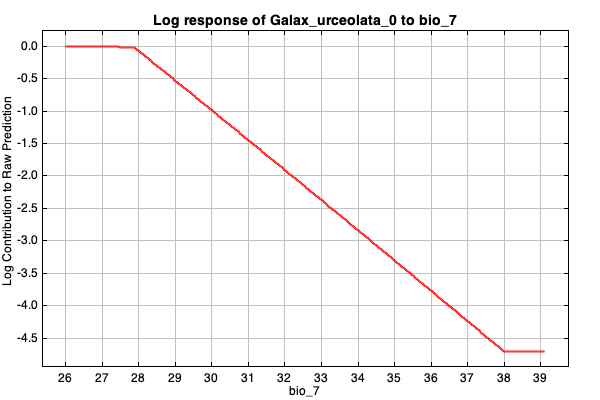 Log response of Galax_urceolata_0 to bio_7
Log Contribution to Raw Prediction
0.0
-0.5
-1.0
-1.5
-2.0
-2.5
-3.0
-3.5
-4.0
-4.5
26 27 28 29 30 31 32 33 34 35 36 37 38 39
bio_7